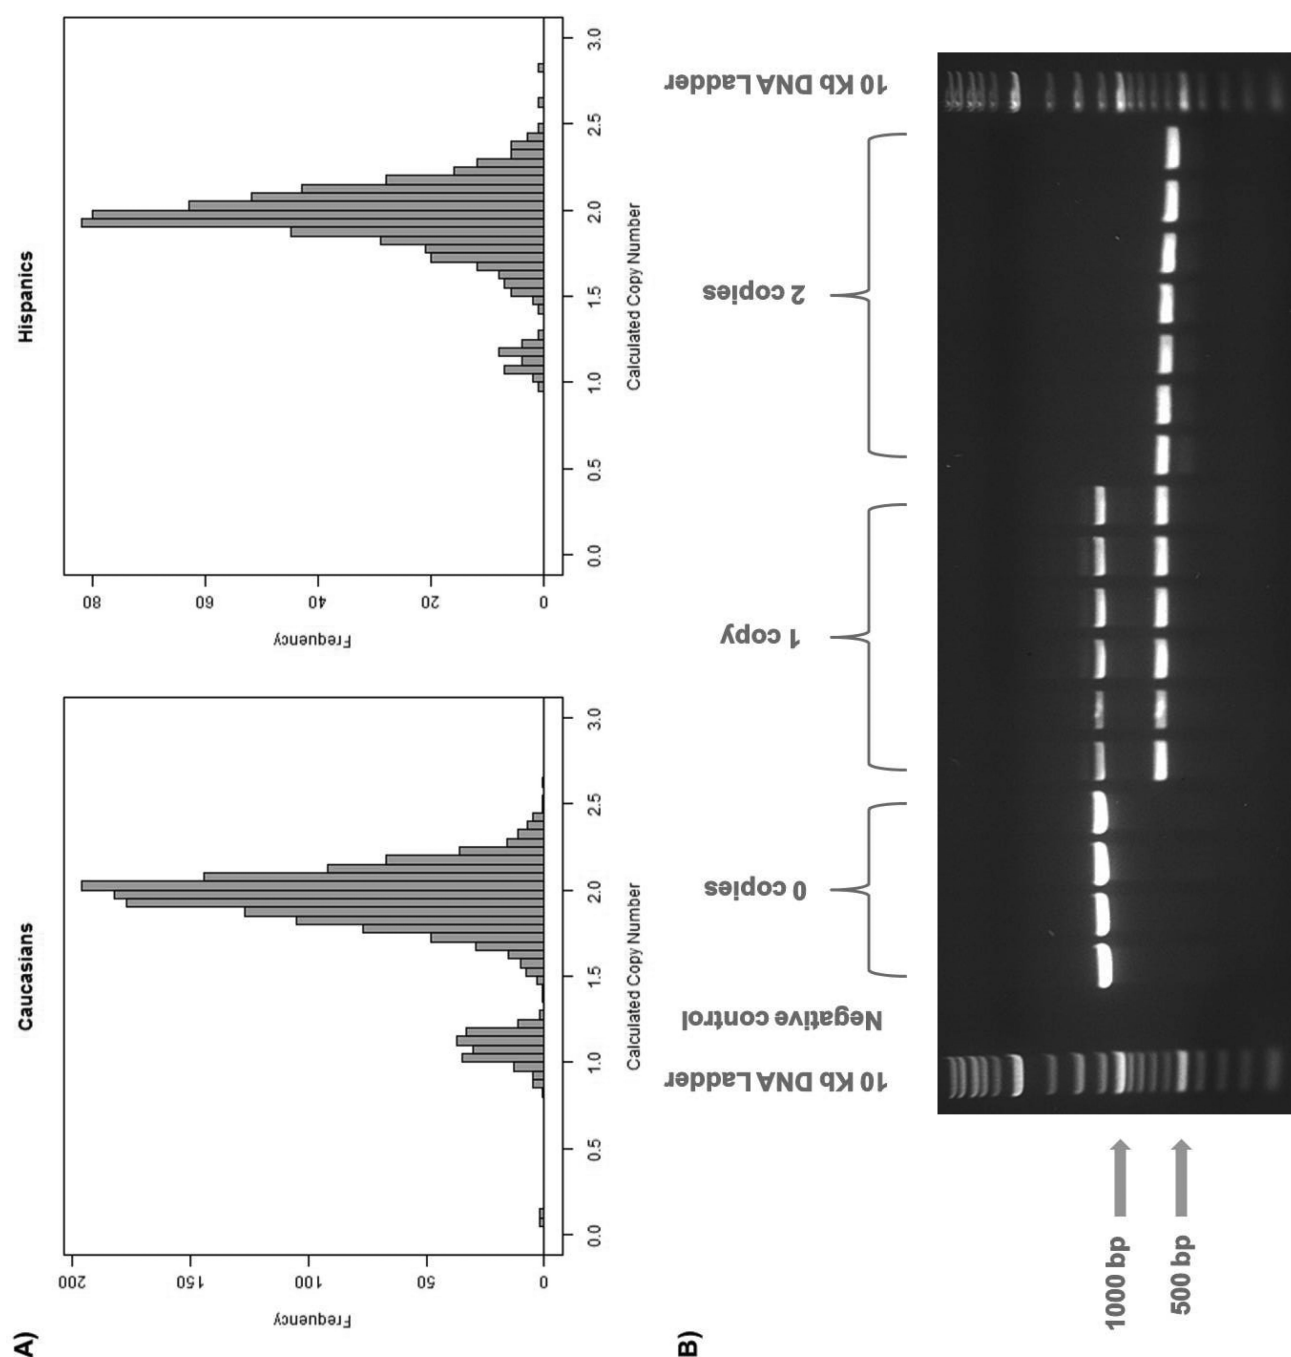 A)
Caucasians
Frequency
0
50
100
150
200
0.0
0.5
1.0
1.5
2.0
2.5
3.0
Calculated Copy Number
Hispanics
Frequency
0
20
40
60
80
0.0
0.5
1.0
1.5
2.0
2.5
3.0
Calculated Copy Number
B)
10 Kb DNA Ladder
Negative control
0 copies
1 copy
2 copies
10 Kb DNA Ladder
1000 bp
500 bp